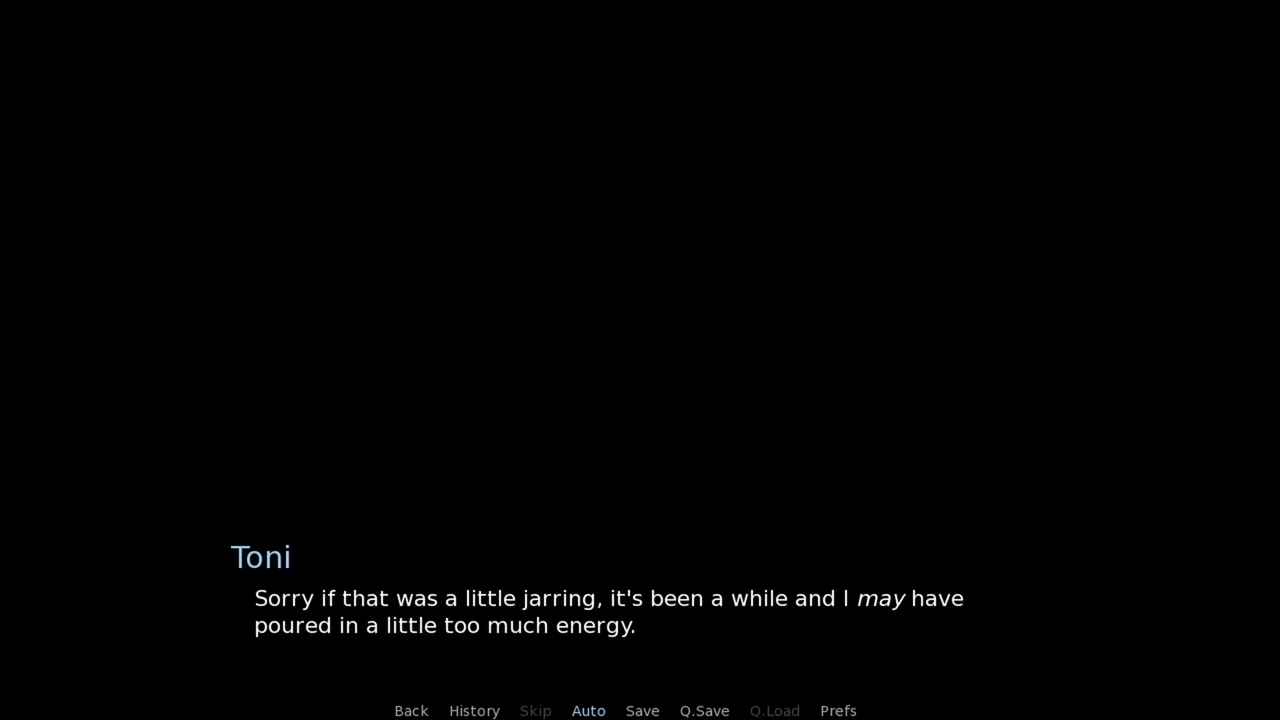 Toni
Sorry if that was a little jarring, it's been a while and I may have
poured in a little too much energy.
Back History Skip Auto Save Q.Save Q.Load Prefs